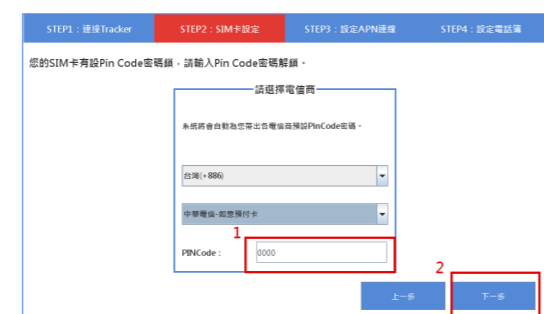 STEP1：連接Tracker
STEP2：SIM卡設定
STEP3：設定APN連線
STEP4：設定電話簿
您的SIM卡有設Pin Code密碼鎖，請輸入Pin Code密碼解鎖。
請選擇電信商
系統將會自動為您帶出各電信商預設PinCode密碼。
台灣(+886)
中華電信-如意預付卡
1
PINCode：
0000
2
上一步
下一步